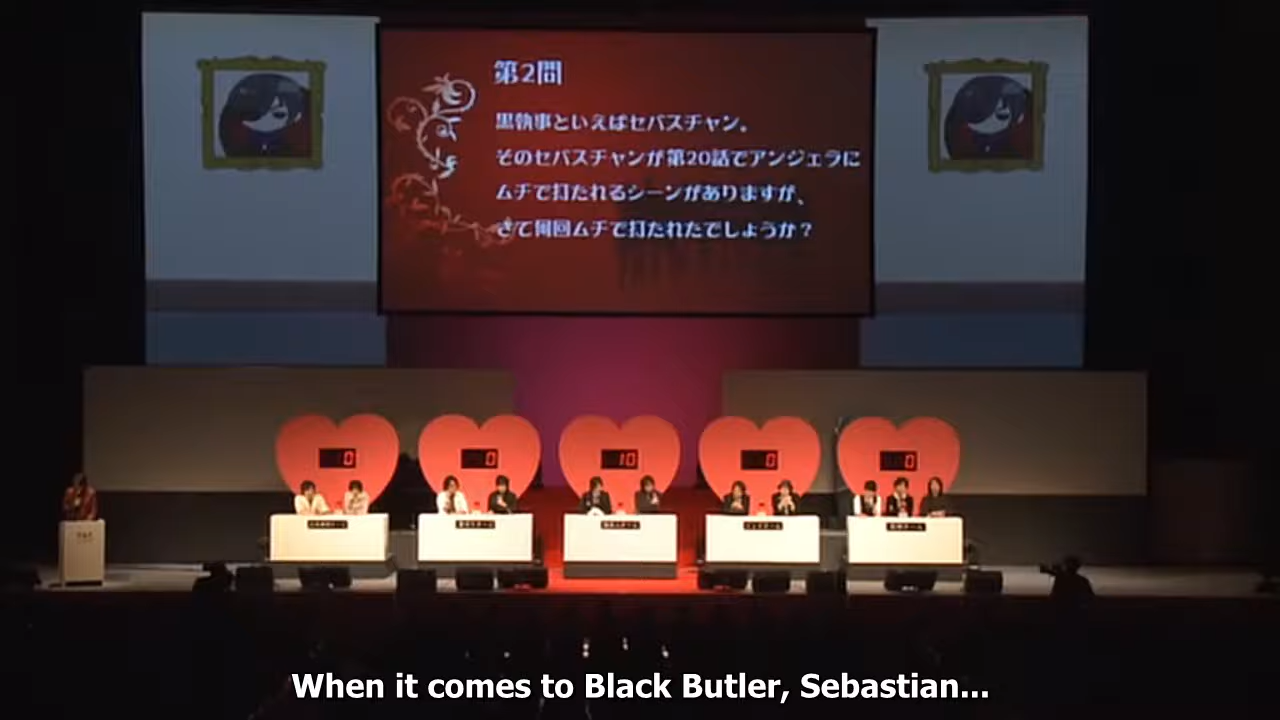 第2問
黒執事といえばセバスチャン。
そのセバスチャンが第20話でアンジェラに
ムチで打たれるシーンがありますが、
さて何回ムチで打たれたでしょうか？
0
0
10
0
0
When it comes to Black Butler, Sebastian...